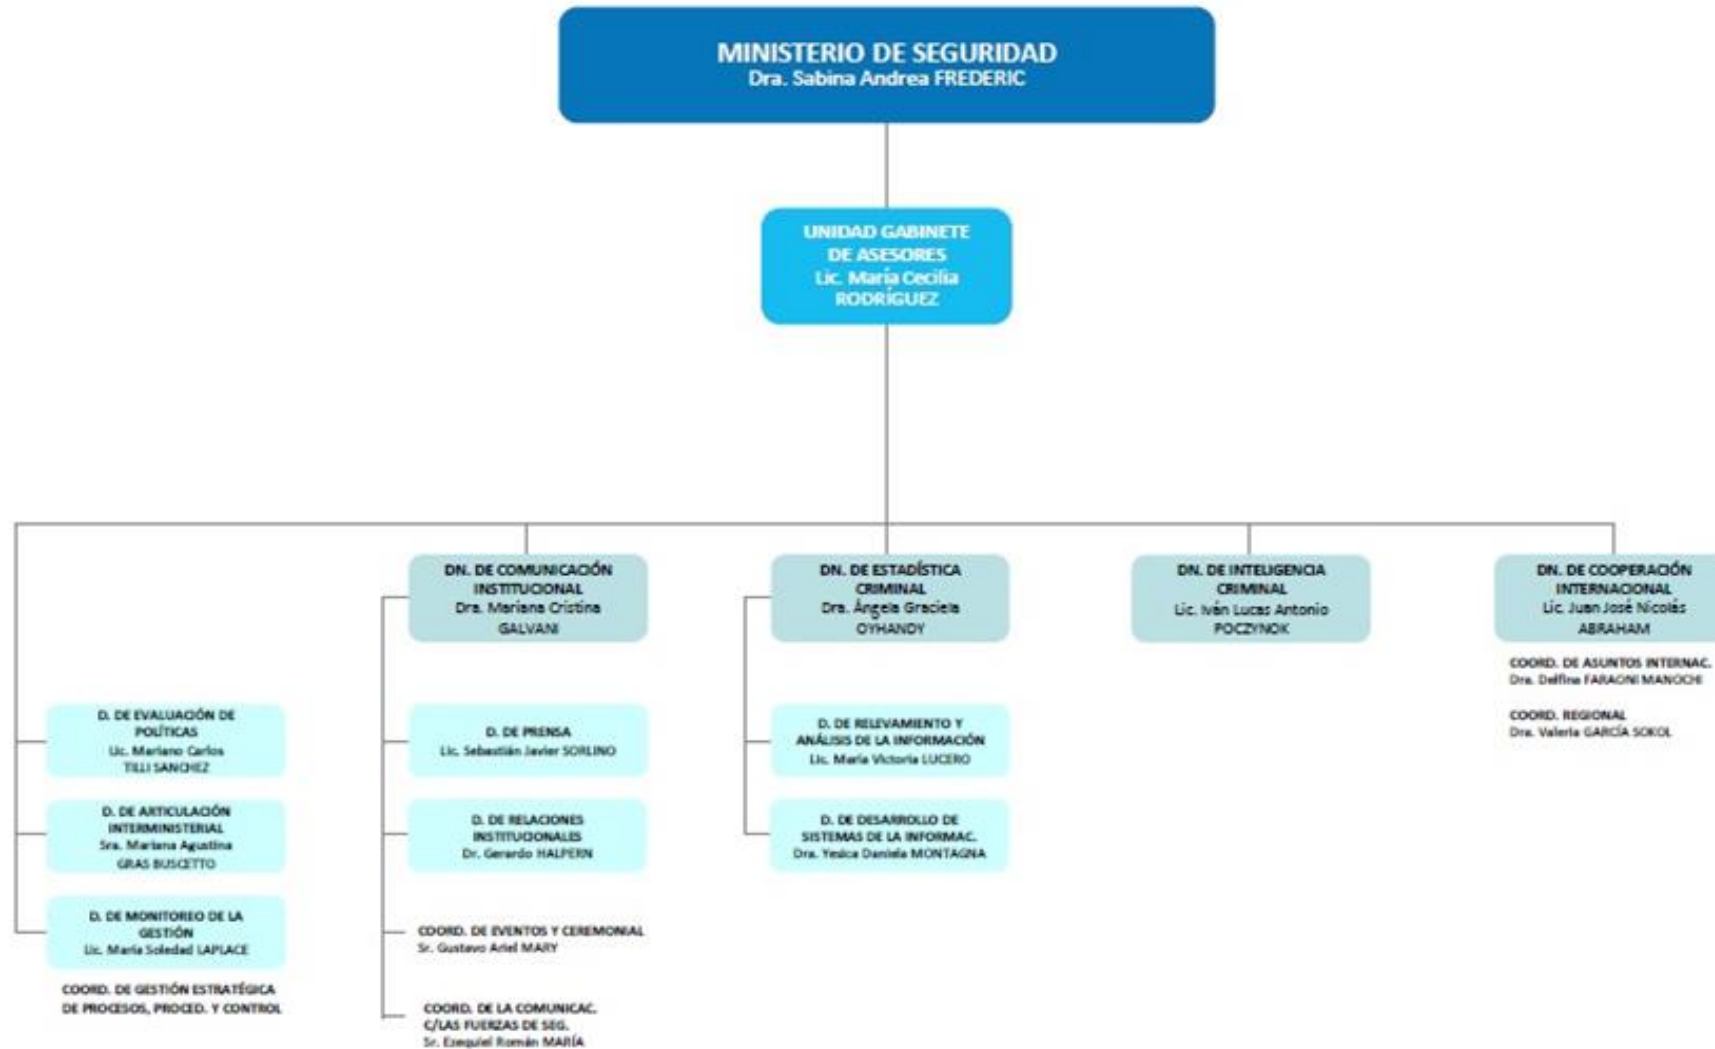 MINISTERIO DE SEGURIDAD
Dra. Sabina Andrea FREDERIC
UNIDAD GABINETE
DE ASESORES
Lic. María Cecilia
RODRÍGUEZ
D. DE EVALUACIÓN DE
POLÍTICAS
Lic. Mariano Carlos
TILLI SANCHEZ
D. DE ARTICULACIÓN
INTERMINISTERIAL
Sra. Mariana Agustina
GRAS BUSCETTO
D. DE MONITOREO DE LA
GESTIÓN
Lic. María Soledad LAPLACE
COORD. DE GESTIÓN ESTRATÉGICA
DE PROCESOS, PROCED. Y CONTROL
DN. DE COMUNICACIÓN
INSTITUCIONAL
Dra. Mariana Cristina
GALVANI
D. DE PRENSA
Lic. Sebastián Javier SORLINO
D. DE RELACIONES
INSTITUCIONALES
Dr. Gerardo HALPERN
COORD. DE EVENTOS Y CEREMONIAL
Sr. Gustavo Ariel MARY
COORD. DE LA COMUNICAC.
C/LAS FUERZAS DE SEG.
Sr. Ezequiel Román MARÍA
DN. DE ESTADÍSTICA
CRIMINAL
Dra. Ángela Graciela
OYHANDY
D. DE RELEVAMIENTO Y
ANÁLISIS DE LA INFORMACIÓN
Lic. María Victoria LUCERO
D. DE DESARROLLO DE
SISTEMAS DE LA INFORMAC.
Dra. Yesica Daniela MONTAGNA
DN. DE INTELIGENCIA
CRIMINAL
Lic. Iván Lucas Antonio
POCZYNOK
DN. DE COOPERACIÓN
INTERNACIONAL
Lic. Juan José Nicolás
ABRAHAM
COORD. DE ASUNTOS INTERNAC.
Dra. Delfina FARAONI MANOCHI
COORD. REGIONAL
Dra. Valeria GARCÍA SOKOL